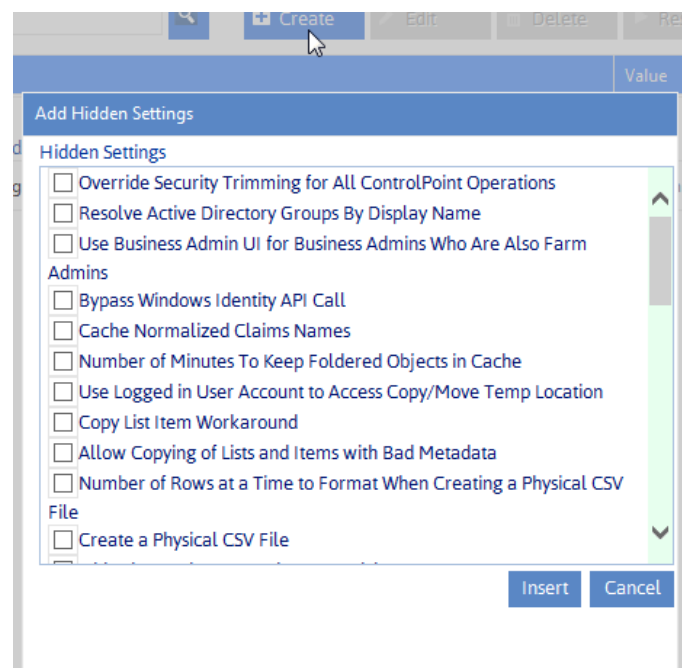 Create
Edit
Delete
Re
Value
Add Hidden Settings
d
Hidden Settings
g
Override Security Trimming for All ControlPoint Operations
Resolve Active Directory Groups By Display Name
Use Business Admin UI for Business Admins Who Are Also Farm
Admins
Bypass Windows Identity API Call
Cache Normalized Claims Names
Number of Minutes To Keep Foldered Objects in Cache
Use Logged in User Account to Access Copy/Move Temp Location
Copy List Item Workaround
Allow Copying of Lists and Items with Bad Metadata
Number of Rows at a Time to Format When Creating a Physical CSV
File
Create a Physical CSV File
Insert
Cancel